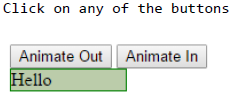 Click on any of the buttons
Animate Out Animate In
Hello